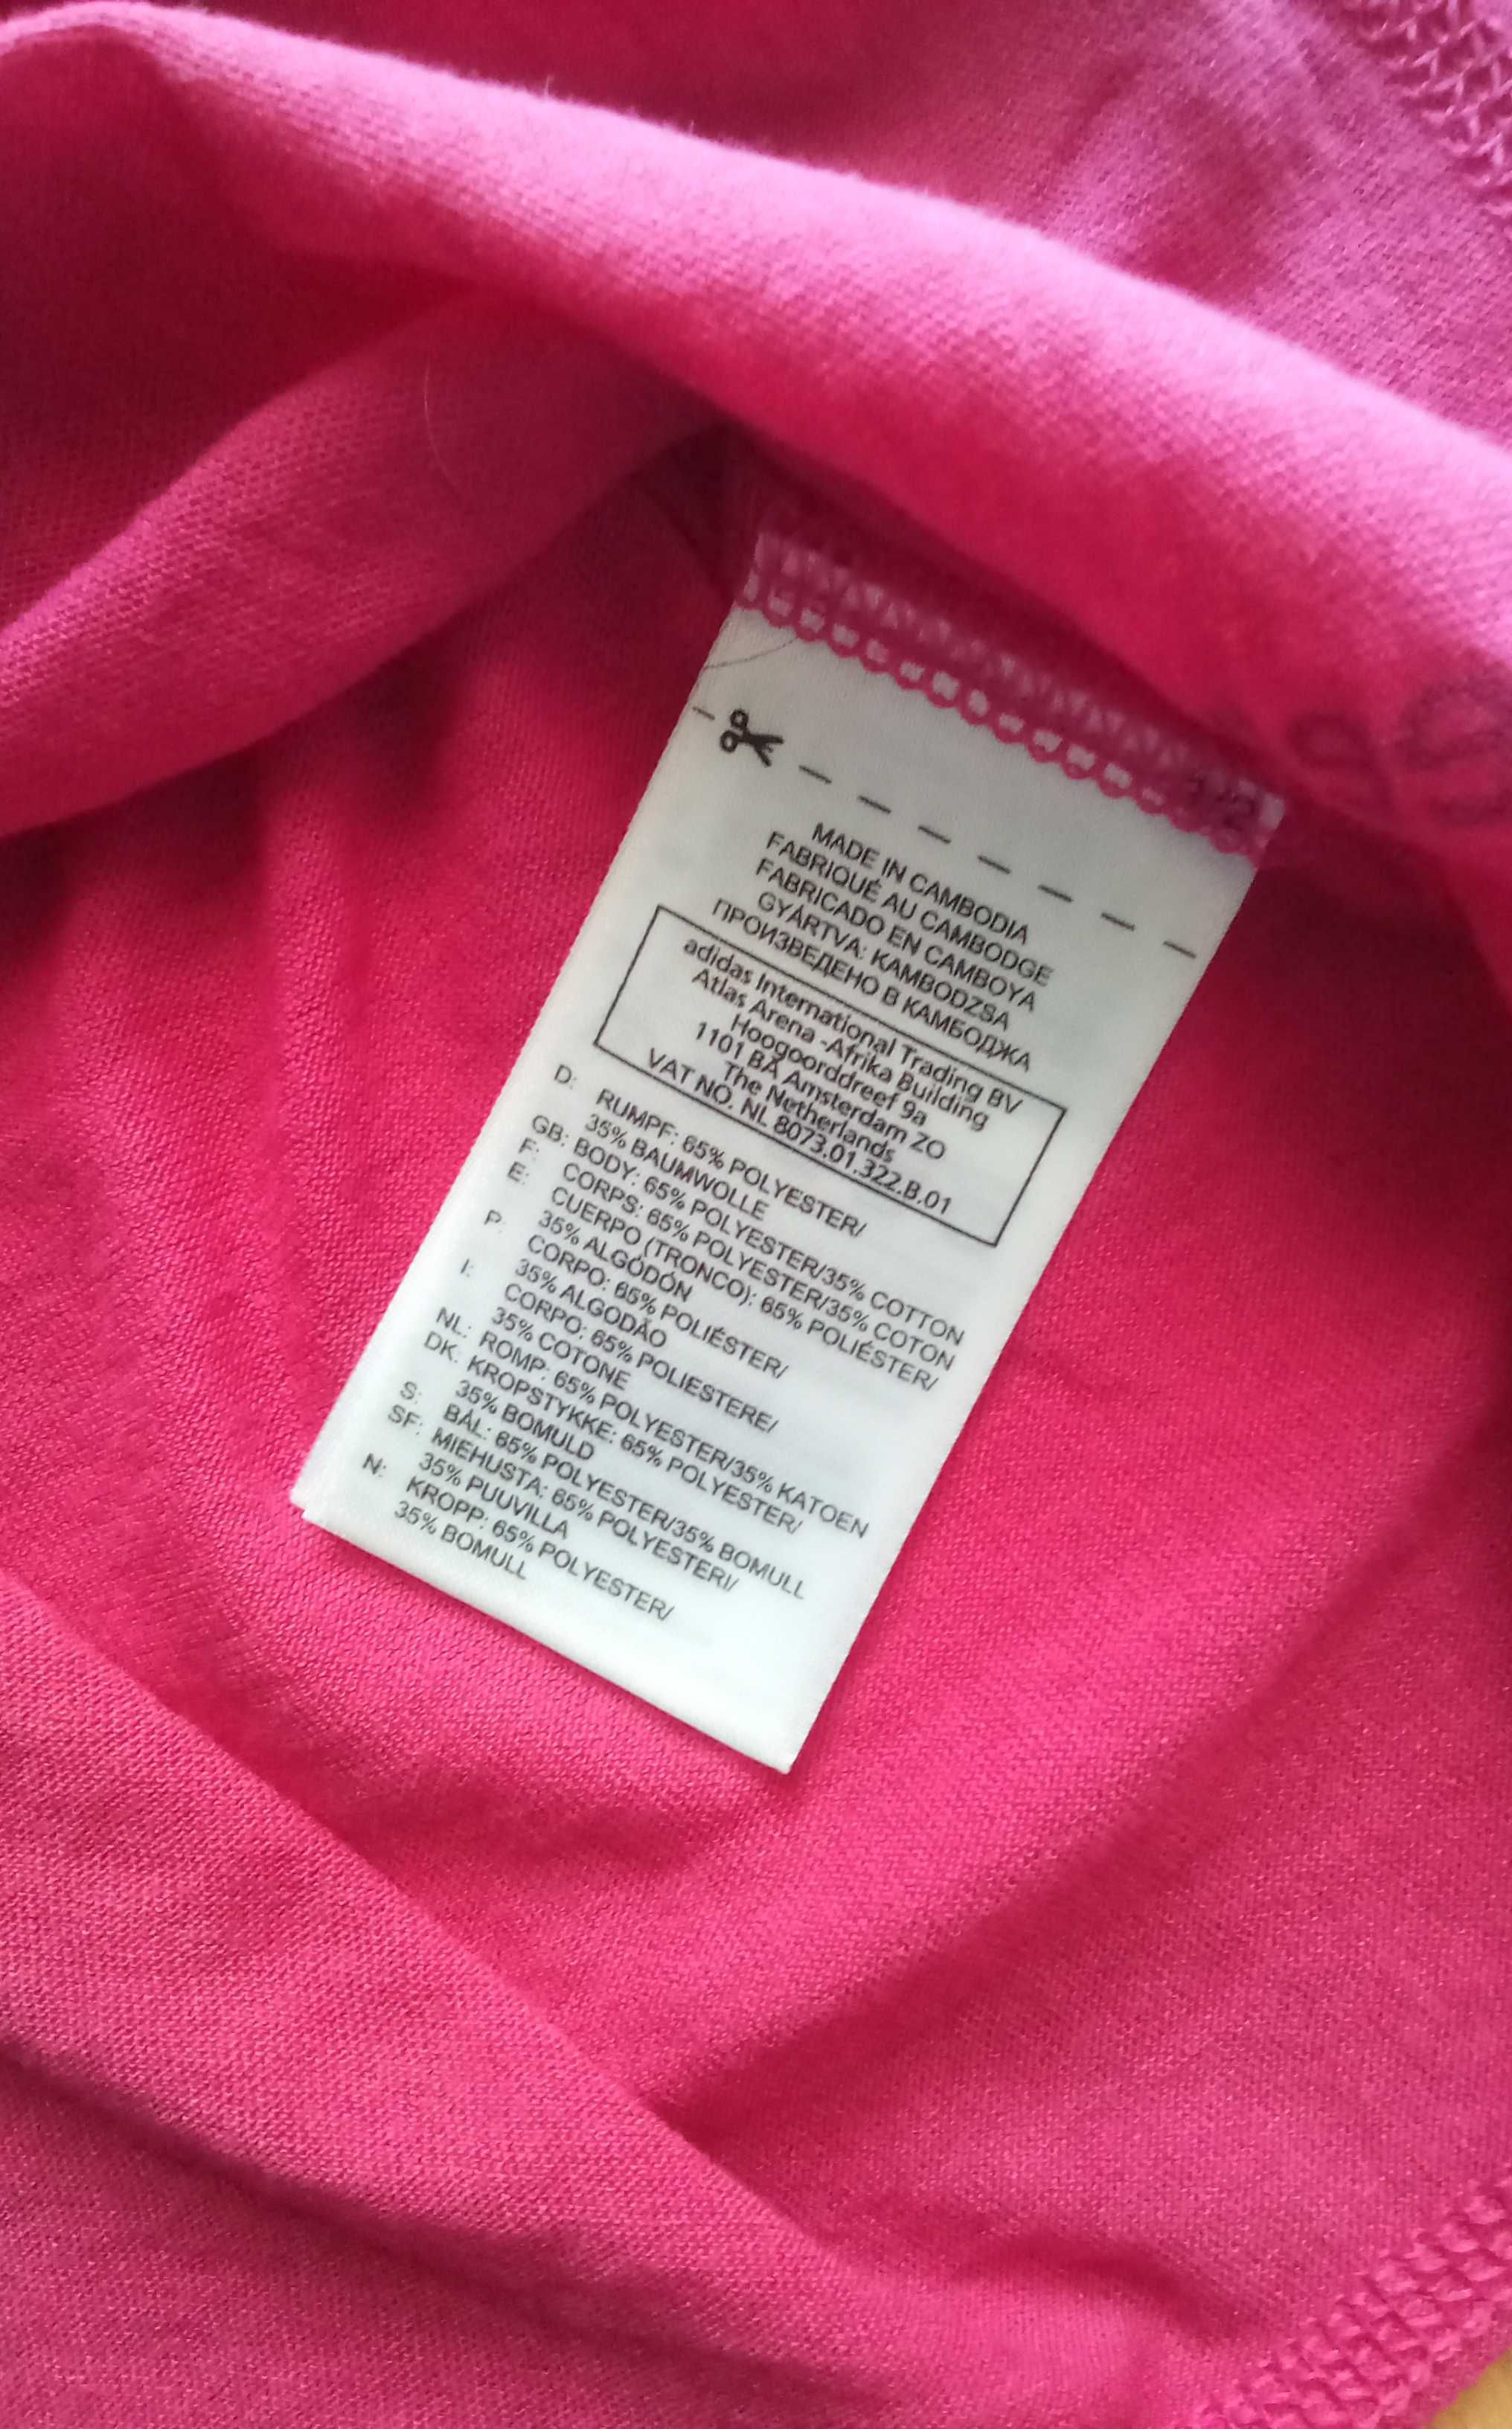 MADE IN CAMBODIA
FABRIQUÉ AU CAMBODGE
FABRICADO EN CAMBOYA
GYÁRTVA: KAMBODZSA
ПРОИЗВЕДЕНО В КАМБОДЖА
adidas International Trading BV
Atlas Arena -Afrika Building
Hoogoorddreef 9a
1101 BA Amsterdam ZO
The Netherlands
VAT NO. NL 8073.01.322.B.01
D: RUMPF: 65% POLYESTER/
35% BAUMWOLLE
GB: BODY: 65% POLYESTER/35% COTTON
F: CORPS: 65% POLYESTER/35% COTON
E: CUERPO (TRONCO): 65% POLIÉSTER/
35% ALGÓDÓN
P: CORPO: 65% POLIÉSTER/
35% ALGODÃO
I: CORPO: 65% POLIESTERE/
35% COTONE
NL: ROMP: 65% POLYESTER/35% KATOEN
DK: KROPSTYKKE: 65% POLYESTER/
35% BOMULD
S: BÅL: 65% POLYESTER/35% BOMULL
SF: MIEHUSTA: 65% POLYESTERI/
35% PUUVILLA
N: KROPP: 65% POLYESTER/
35% BOMULL